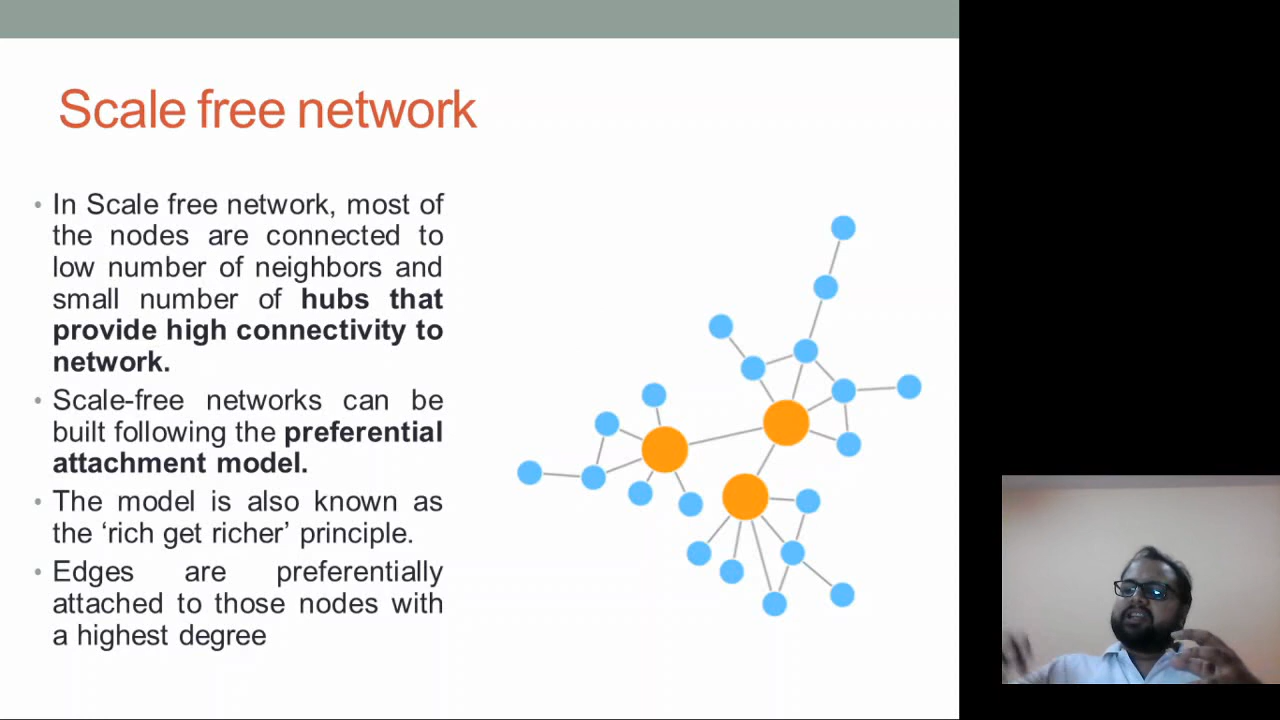 Scale free network
• In Scale free network, most of
the nodes are connected to
low number of neighbors and
small number of hubs that
provide high connectivity to
network.
• Scale-free networks can be
built following the preferential
attachment model.
• The model is also known as
the ‘rich get richer’ principle.
• Edges are preferentially
attached to those nodes with
a highest degree